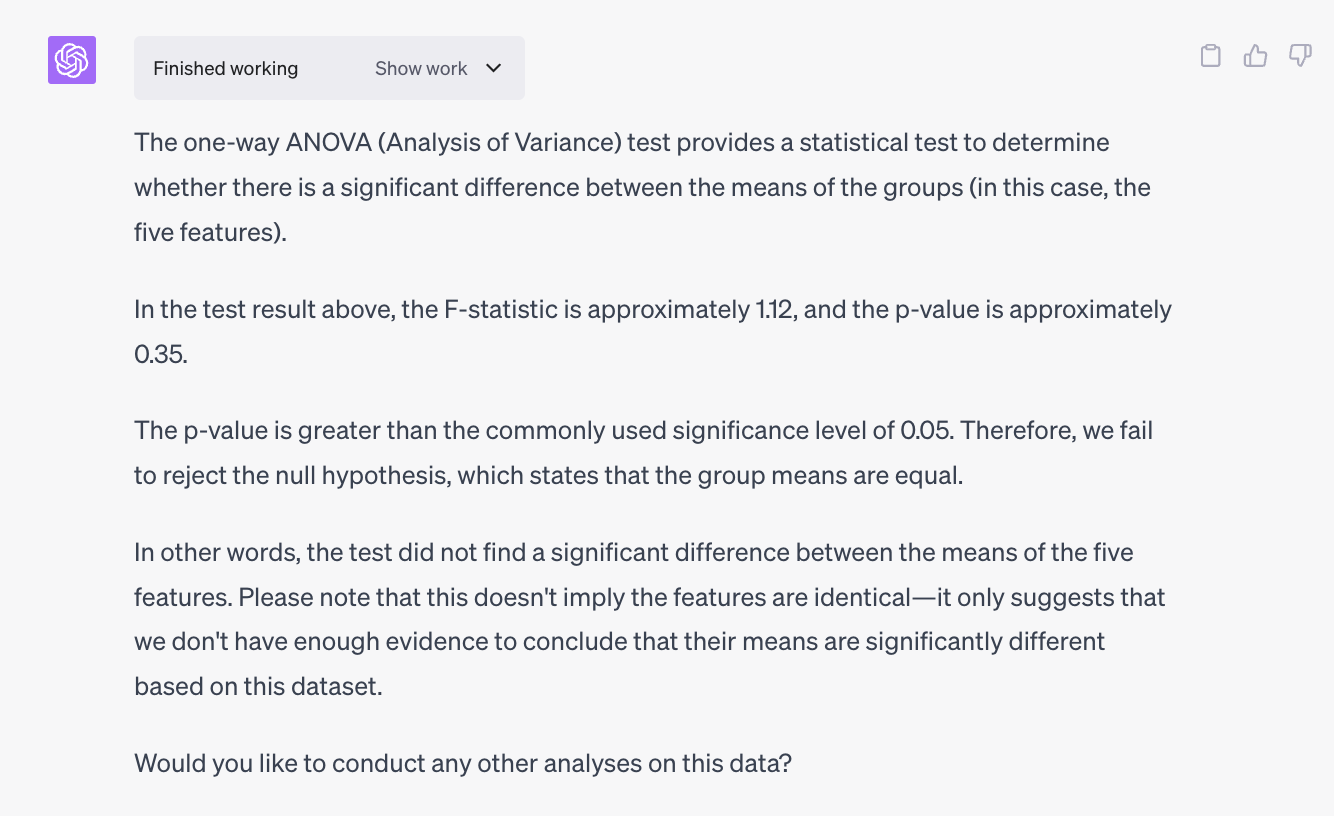 Finished working Show work
The one-way ANOVA (Analysis of Variance) test provides a statistical test to determine
whether there is a significant difference between the means of the groups (in this case, the
five features).
In the test result above, the F-statistic is approximately 1.12, and the p-value is approximately
0.35.
The p-value is greater than the commonly used significance level of 0.05. Therefore, we fail
to reject the null hypothesis, which states that the group means are equal.
In other words, the test did not find a significant difference between the means of the five
features. Please note that this doesn't imply the features are identical—it only suggests that
we don't have enough evidence to conclude that their means are significantly different
based on this dataset.
Would you like to conduct any other analyses on this data?